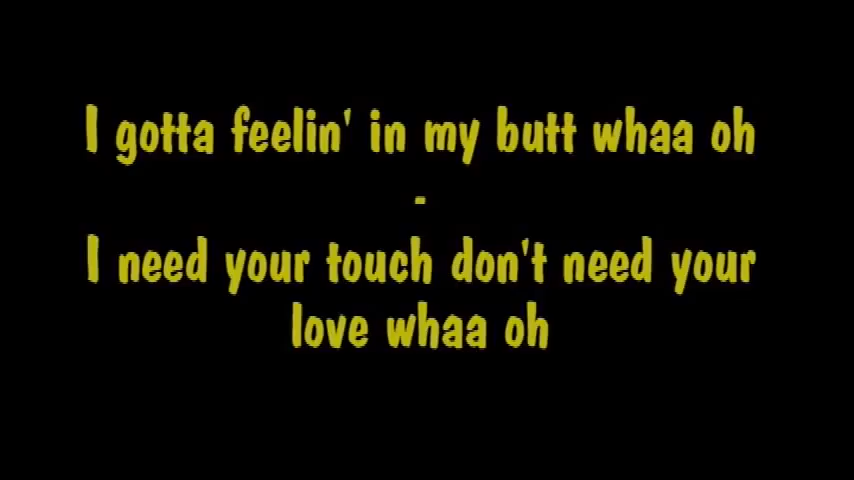 I gotta feelin' in my butt whaa oh
-
I need your touch don't need your
love whaa oh